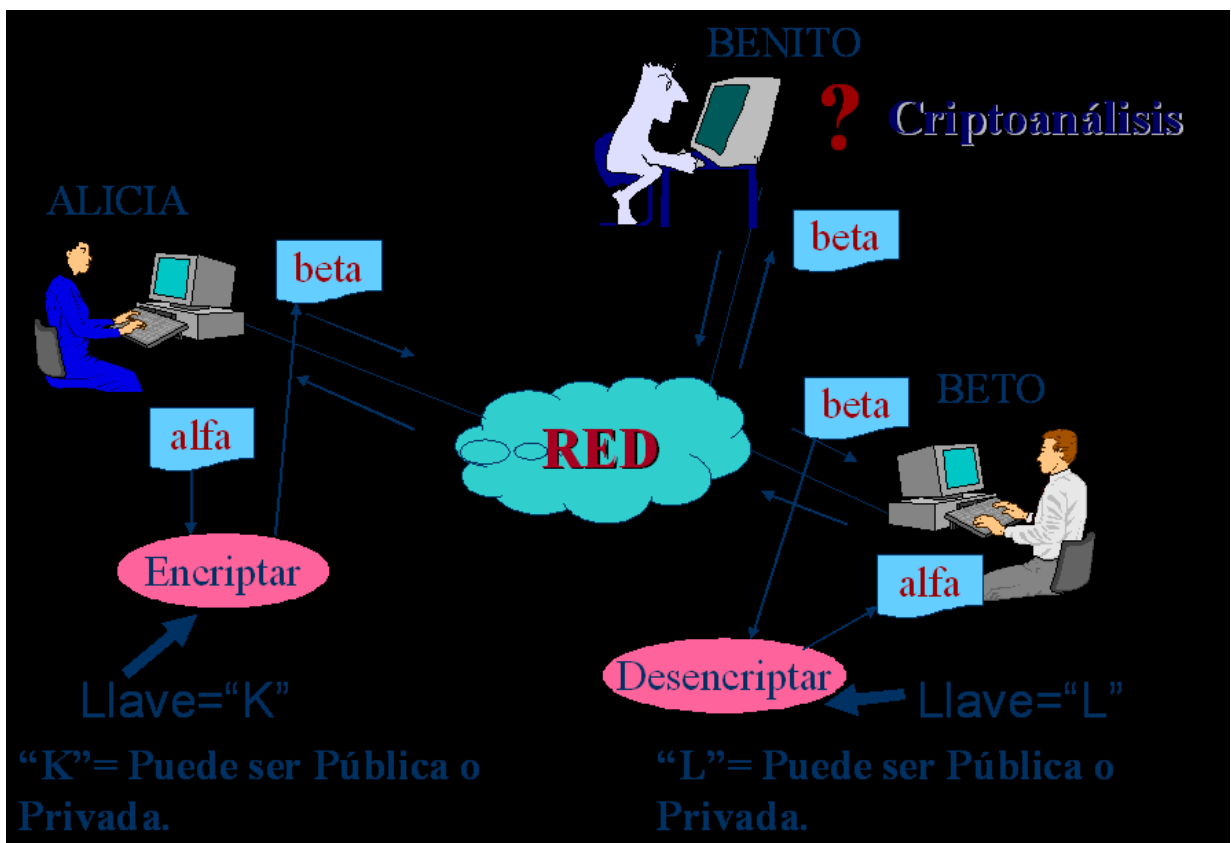 BENITO
?
Criptoanálisis
ALICIA
beta
beta
alfa
RED
beta
BETO
Encriptar
alfa
Desencriptar
Llave=“K”
Llave=“L”
“K”= Puede ser Pública o
Privada.
“L”= Puede ser Pública o
Privada.